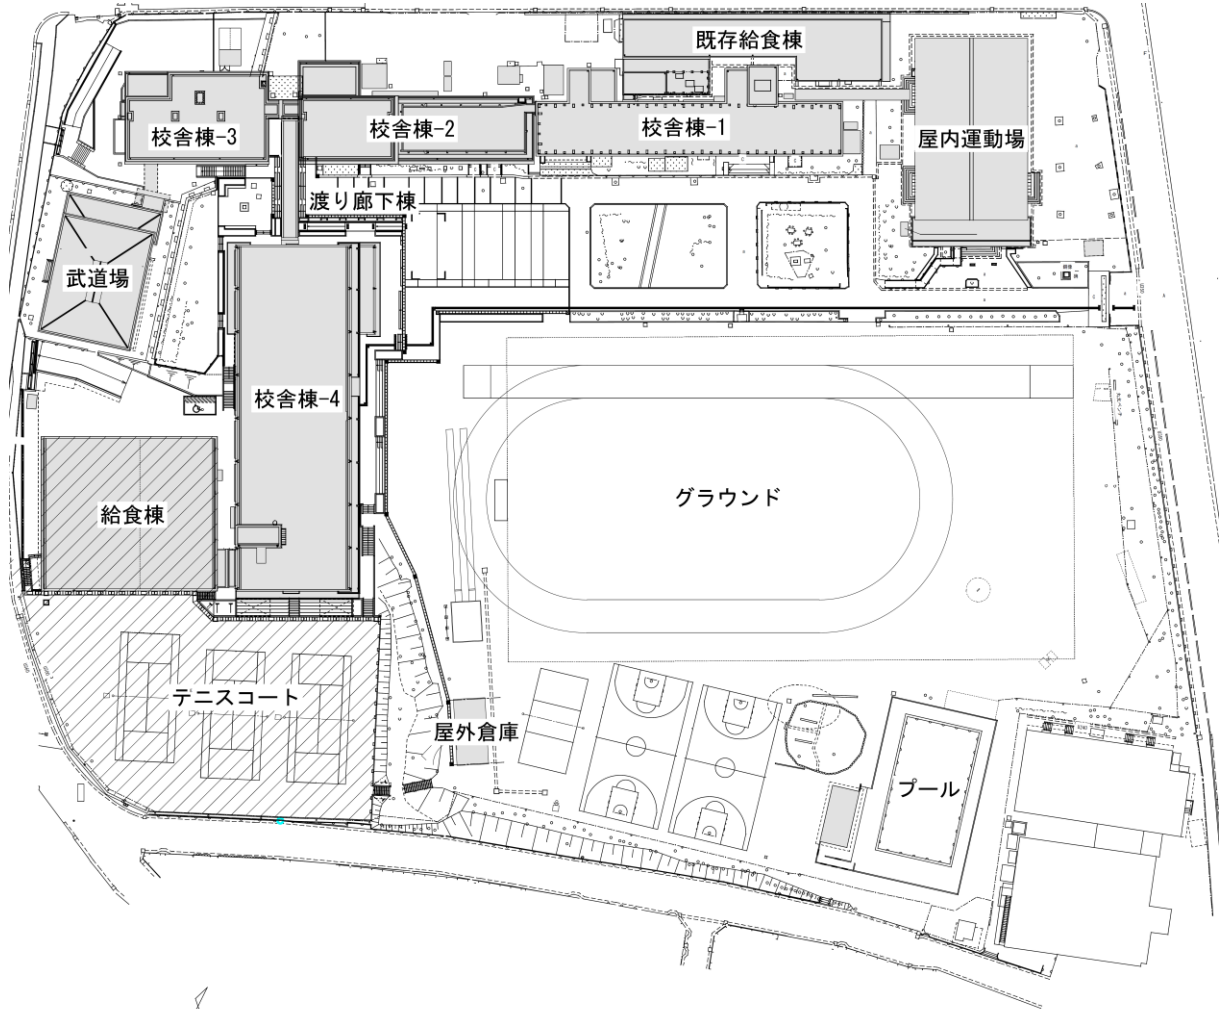 既存給食棟
校舎棟-3
校舎棟-2
校舎棟-1
屋内運動場
渡り廊下棟
武道場
校舎棟-4
グラウンド
給食棟
テニスコート
屋外倉庫
プール